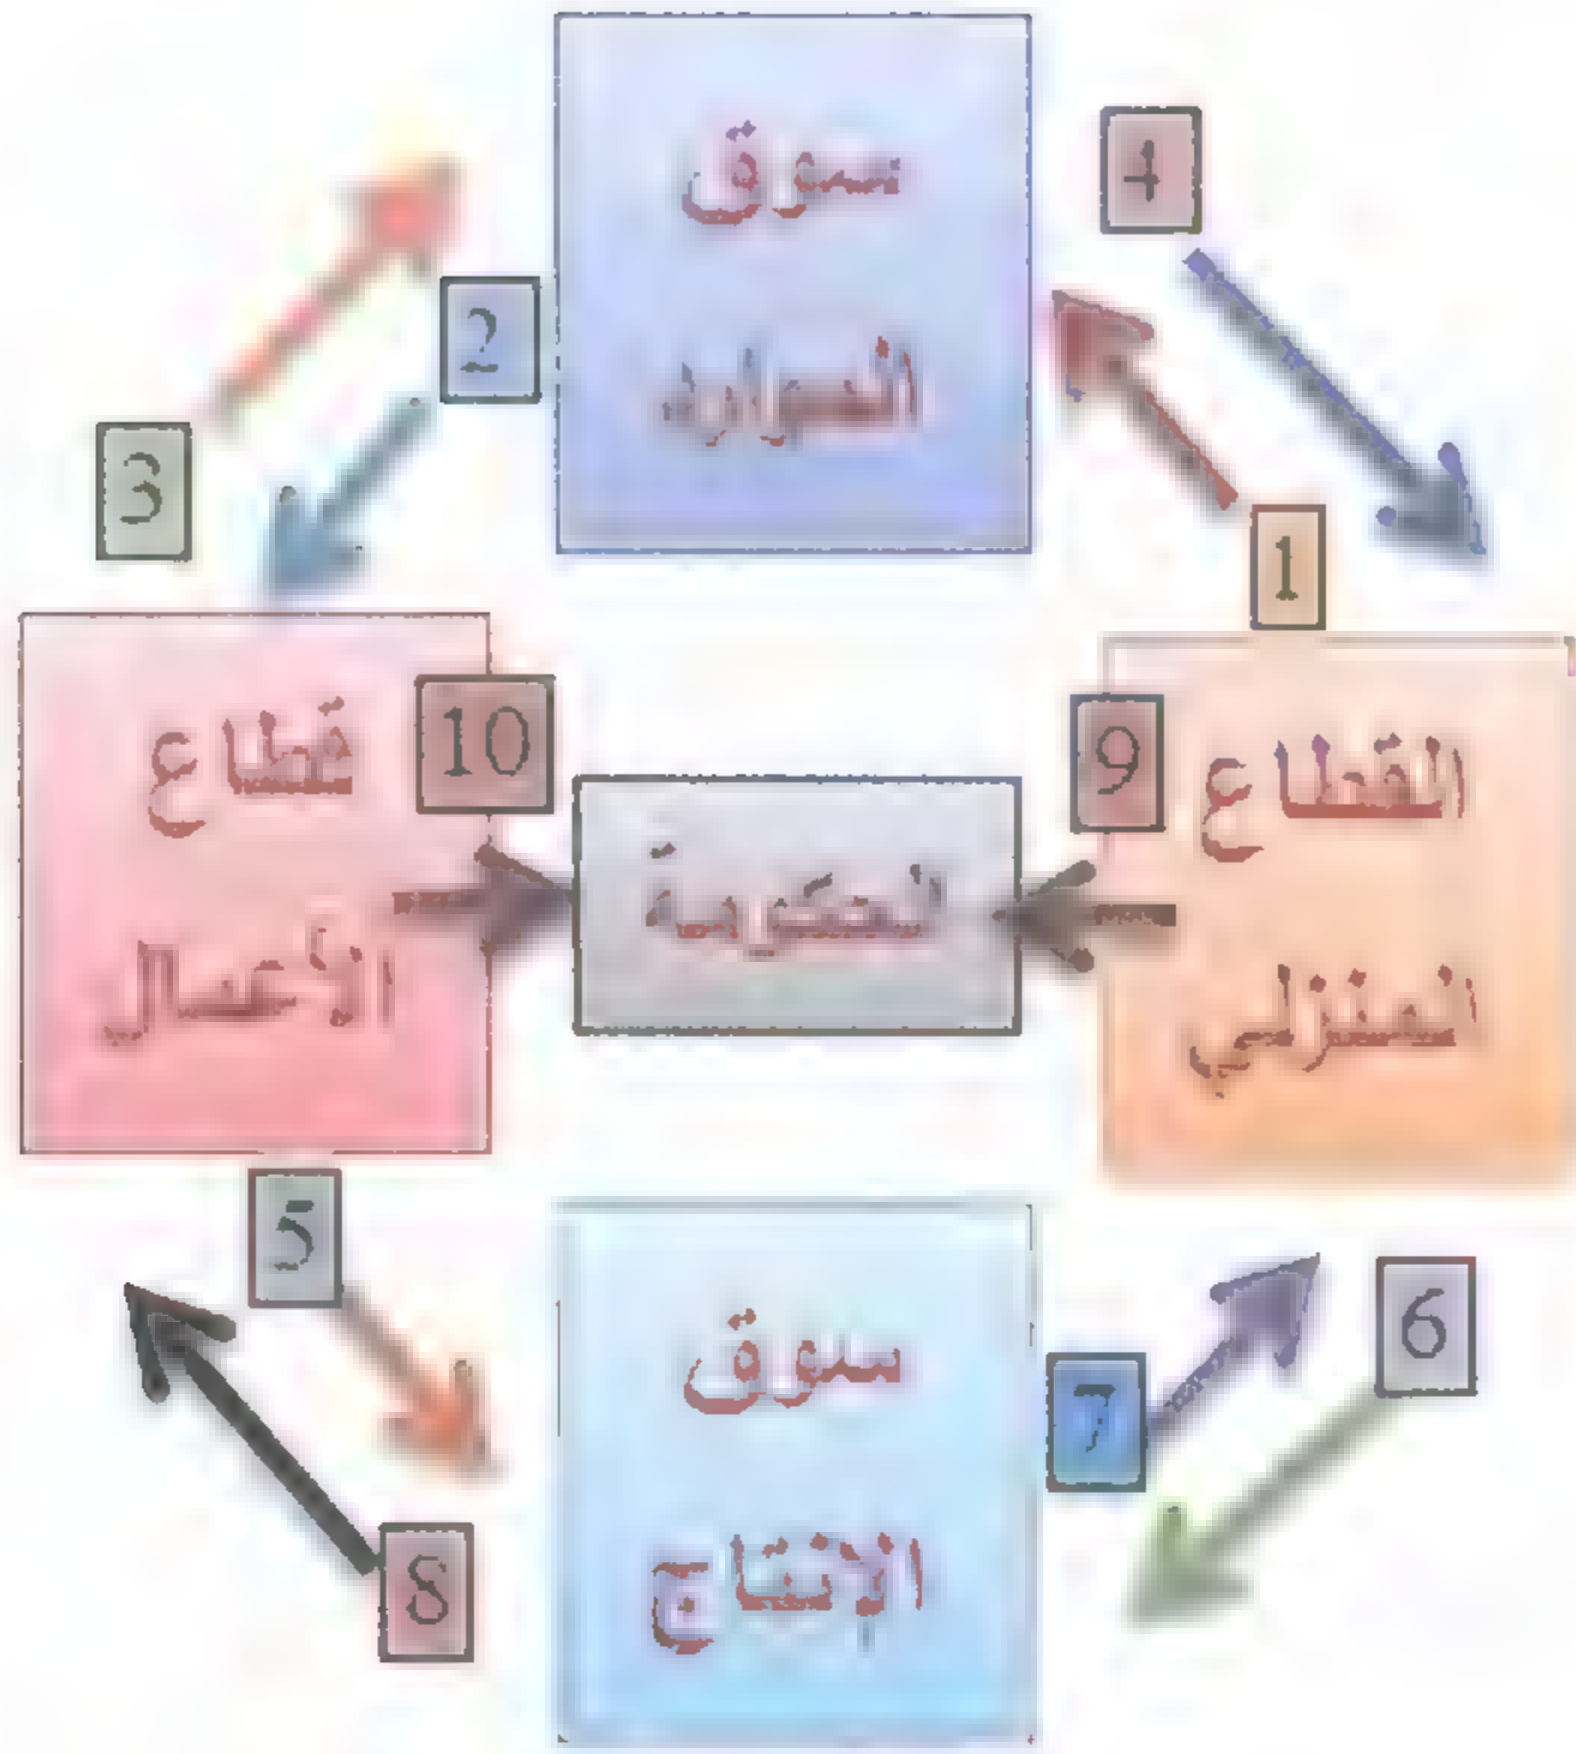 سوق
الموارد
4
2
3
1
قطاع
الأعمال
10
الحكومة
9
القطاع
المنزلي
5
سوق
الإنتاج
7
6
8